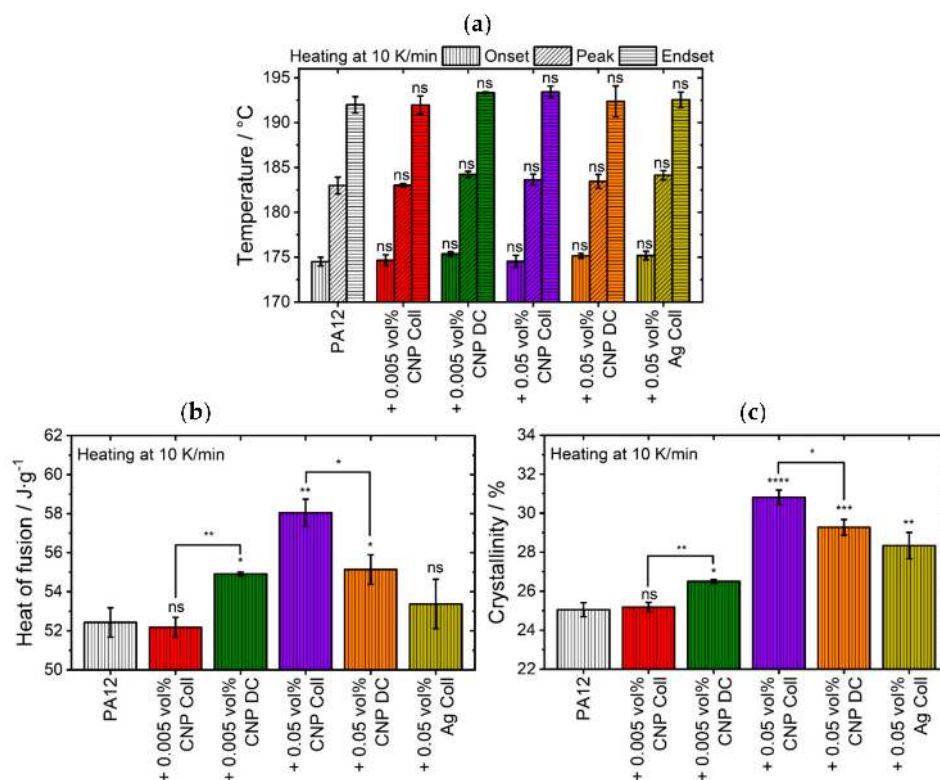 (a)
Heating at 10 K/min Onset Peak Endset
Temperature / °C
195
190
185
180
175
170
ns ns ns ns ns
ns ns ns ns ns
ns ns ns ns ns
PA12
+ 0.005 vol% CNP Coll
+ 0.005 vol% CNP DC
+ 0.05 vol% CNP Coll
+ 0.05 vol% CNP DC
+ 0.05 vol% Ag Coll
(b)
Heating at 10 K/min
Heat of fusion / J·g⁻¹
62
60
58
56
54
52
50
ns
**
*
**
*
*
ns
PA12
+ 0.005 vol% CNP Coll
+ 0.005 vol% CNP DC
+ 0.05 vol% CNP Coll
+ 0.05 vol% CNP DC
+ 0.05 vol% Ag Coll
(c)
Heating at 10 K/min
Crystallinity / %
34
32
30
28
26
24
22
ns
**
*
****
*
***
**
PA12
+ 0.005 vol% CNP Coll
+ 0.005 vol% CNP DC
+ 0.05 vol% CNP Coll
+ 0.05 vol% CNP DC
+ 0.05 vol% Ag Coll